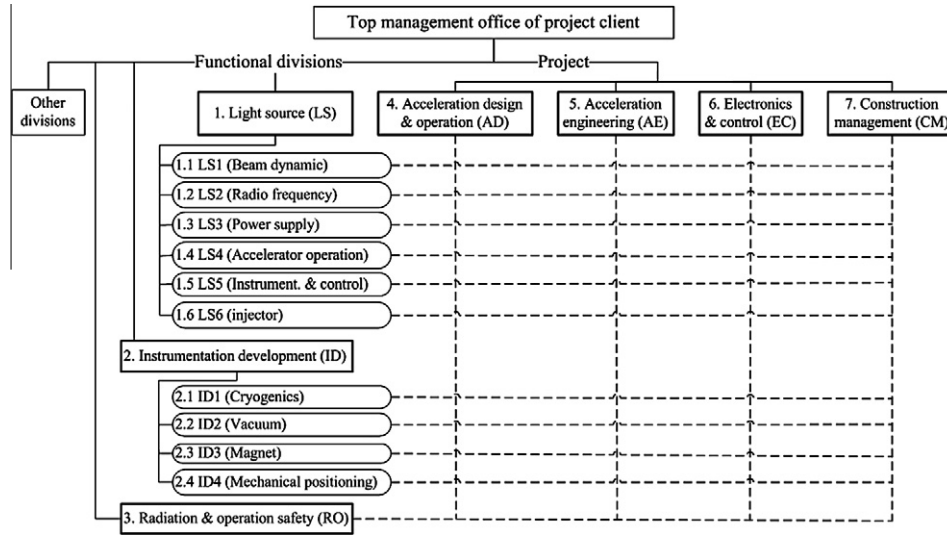 Top management office of project client
Functional divisions
Project
Other
divisions
1. Light source (LS)
4. Acceleration design
& operation (AD)
5. Acceleration
engineering (AE)
6. Electronics
& control (EC)
7. Construction
management (CM)
1.1 LS1 (Beam dynamic)
1.2 LS2 (Radio frequency)
1.3 LS3 (Power supply)
1.4 LS4 (Accelerator operation)
1.5 LS5 (Instrument. & control)
1.6 LS6 (injector)
2. Instrumentation development (ID)
2.1 ID1 (Cryogenics)
2.2 ID2 (Vacuum)
2.3 ID3 (Magnet)
2.4 ID4 (Mechanical positioning)
3. Radiation & operation safety (RO)